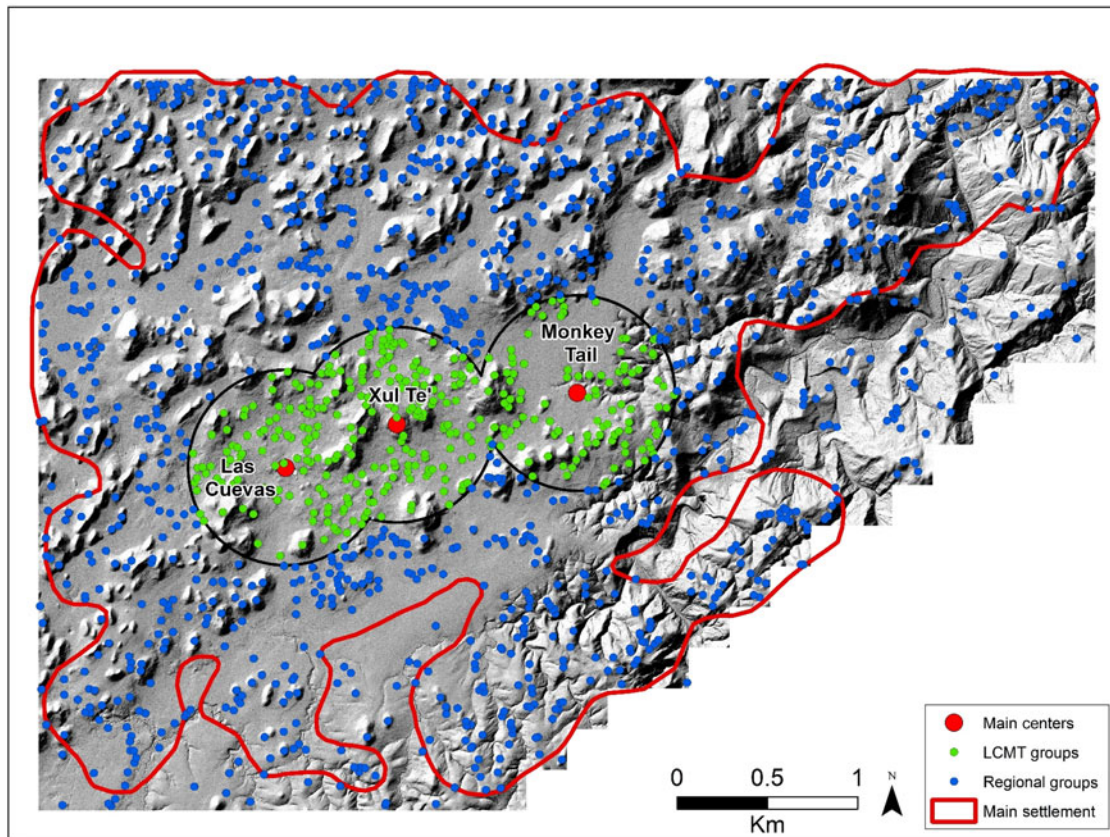 Monkey
Tail
Xul Te'
Las
Cuevas
Main centers
LCMT groups
Regional groups
Main settlement
0 0.5 1
Km
N